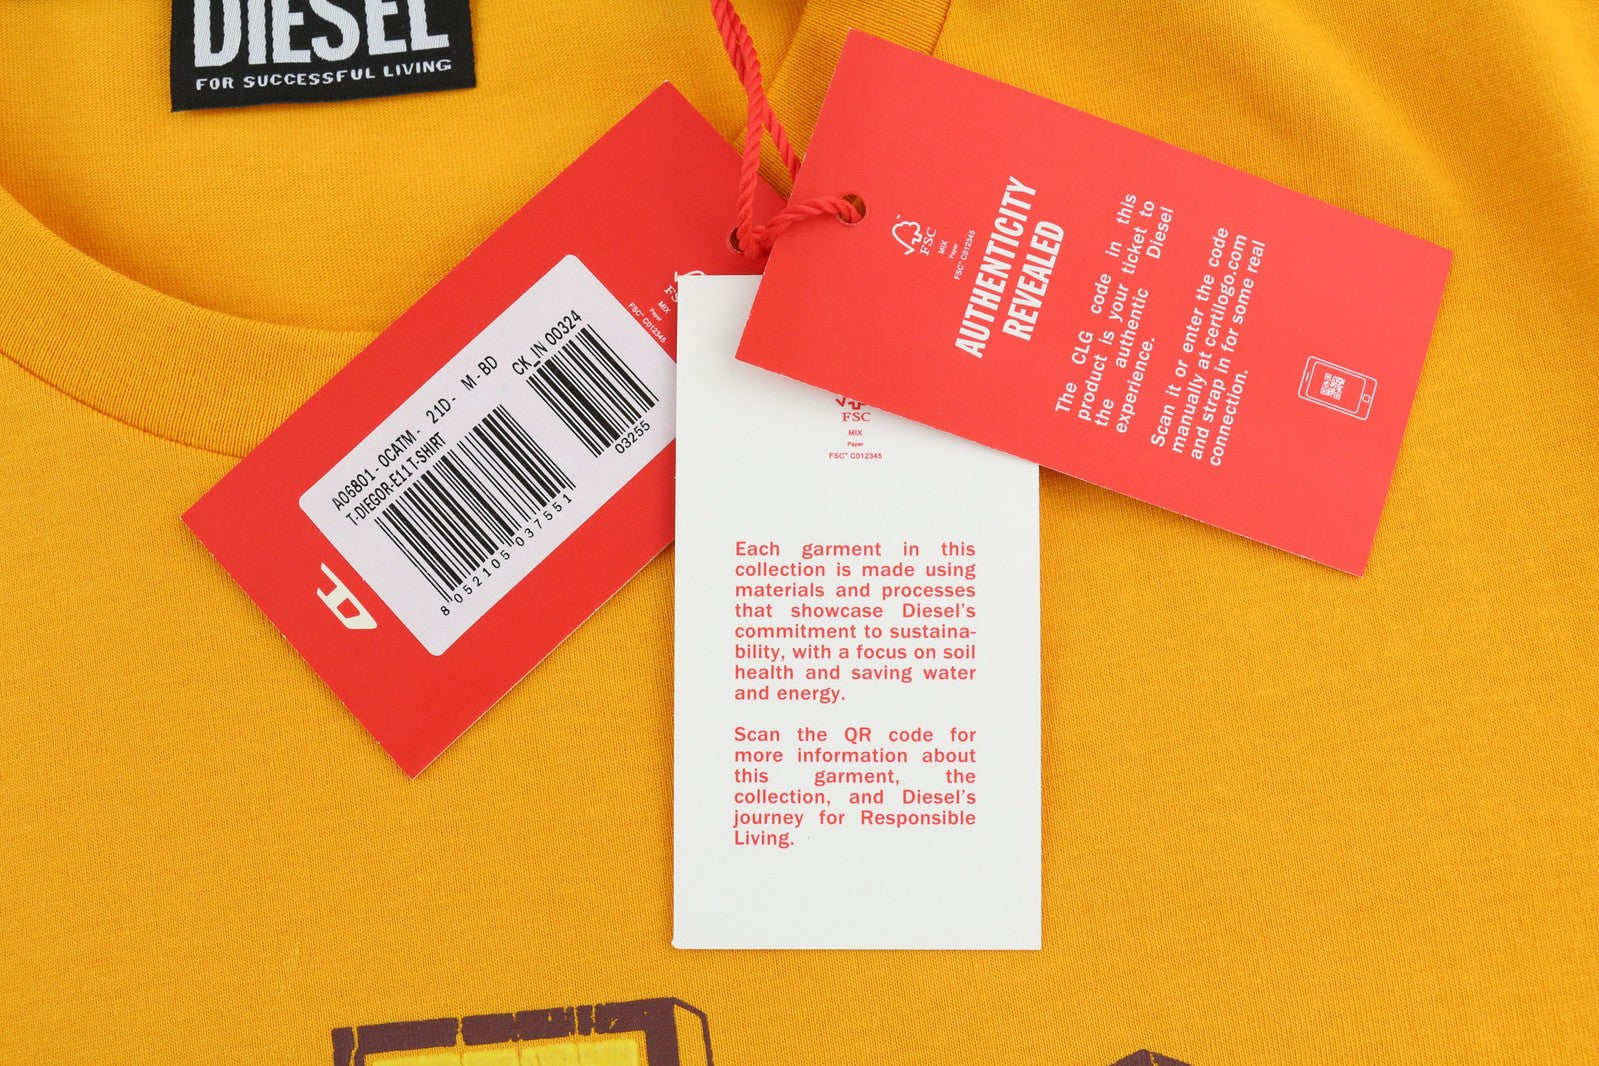 DIESEL
FOR SUCCESSFUL LIVING
A06801 - 0CATM - 21D - M - BD
T-DIEGOR-E11 T-SHIRT
8 052105 037551
CK_IN 00324
03255
FSC
MIX
Paper
FSC™ C012345
FSC
MIX
Paper
FSC™ C012345
Each garment in this
collection is made using
materials and processes
that showcase Diesel's
commitment to sustaina-
bility, with a focus on soil
health and saving water
and energy.
Scan the QR code for
more information about
this garment, the
collection, and Diesel's
journey for Responsible
Living.
FSC
MIX
Paper
FSC™ C012345
AUTHENTICITY
REVEALED
The CLG code in this
product is your ticket to
the authentic Diesel
experience.
Scan it or enter the code
manually at certilogo.com
and strap in for some real
connection.